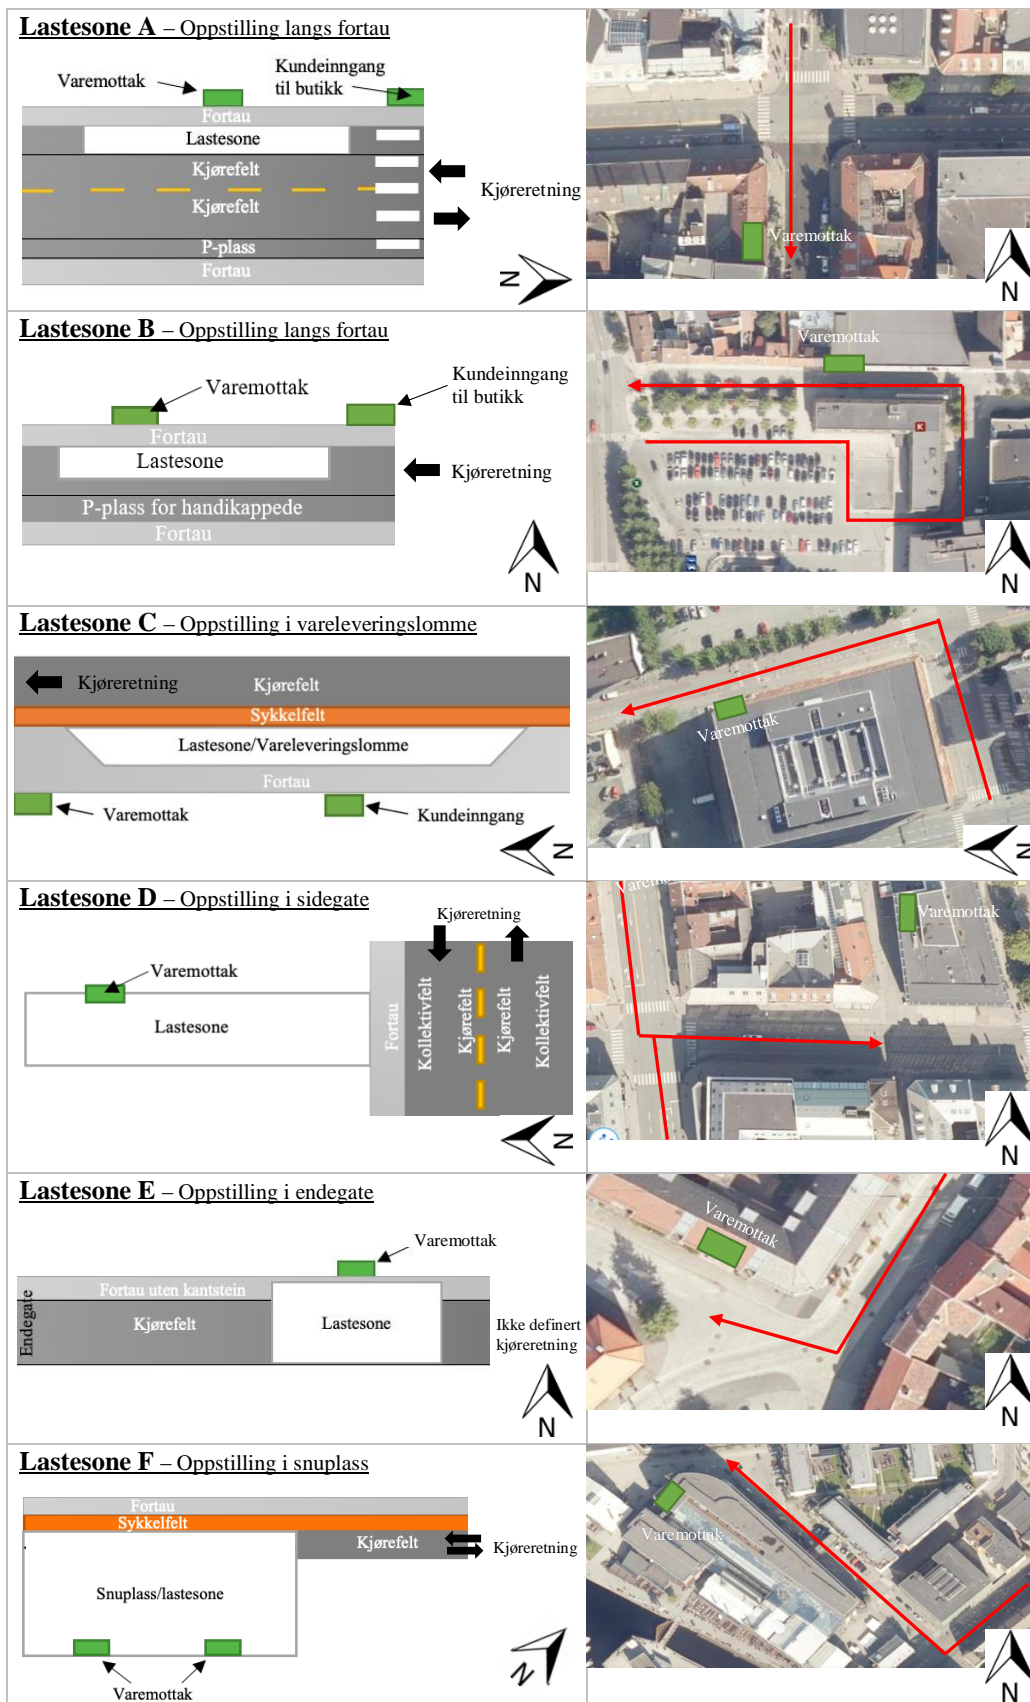 Lastesone A – Oppstilling langs fortau
Varemottak
Kundeinngang
til butikk
Fortau
Lastesone
Kjørefelt
Kjøreretning
Kjørefelt
P-plass
Fortau
N
Varemottak
N
Lastesone B – Oppstilling langs fortau
Varemottak
Kundeinngang
til butikk
Fortau
Lastesone
Kjøreretning
P-plass for handikappede
Fortau
N
Varemottak
K
N
Lastesone C – Oppstilling i vareleveringslomme
Kjøreretning
Kjørefelt
Sykkelfelt
Lastesone/Vareleveringslomme
Fortau
Varemottak
Kundeinngang
N
Varemottak
N
Lastesone D – Oppstilling i sidegate
Kjøreretning
Varemottak
Lastesone
Fortau
Kollektivfelt
Kjørefelt
Kjørefelt
Kollektivfelt
N
Varemottak
N
Lastesone E – Oppstilling i endegate
Varemottak
Fortau uten kantstein
Endegate
Kjørefelt
Lastesone
Ikke definert
kjøreretning
N
Varemottak
N
Lastesone F – Oppstilling i snuplass
Fortau
Sykkelfelt
Kjørefelt
Kjøreretning
Snuplass/lastesone
Varemottak
N
Varemottak
N